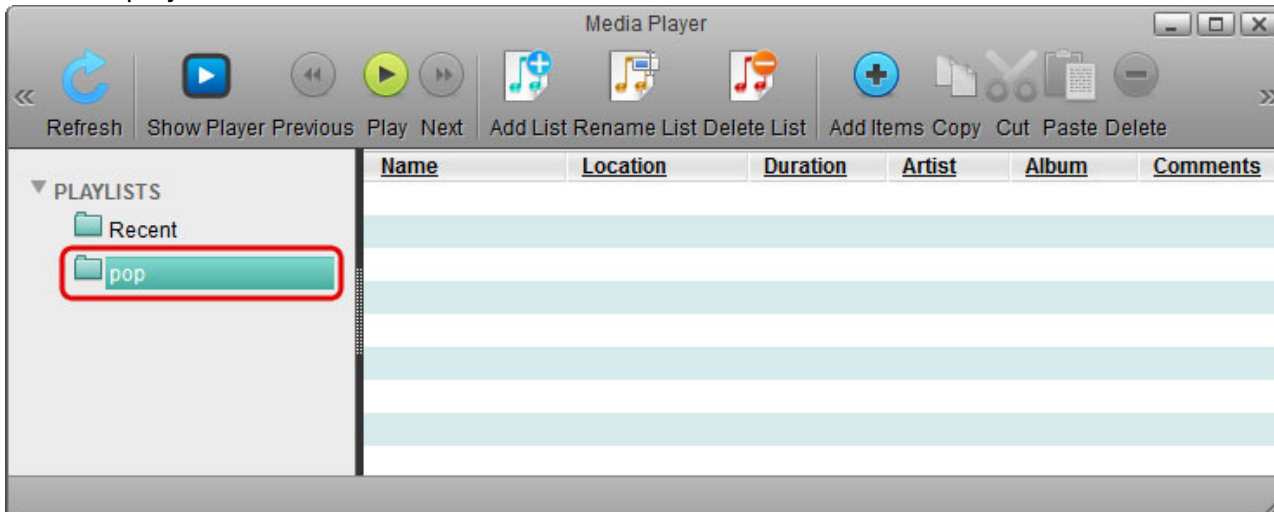 Media Player
Refresh Show Player Previous Play Next Add List Rename List Delete List Add Items Copy Cut Paste Delete
Name Location Duration Artist Album Comments
PLAYLISTS
Recent
pop